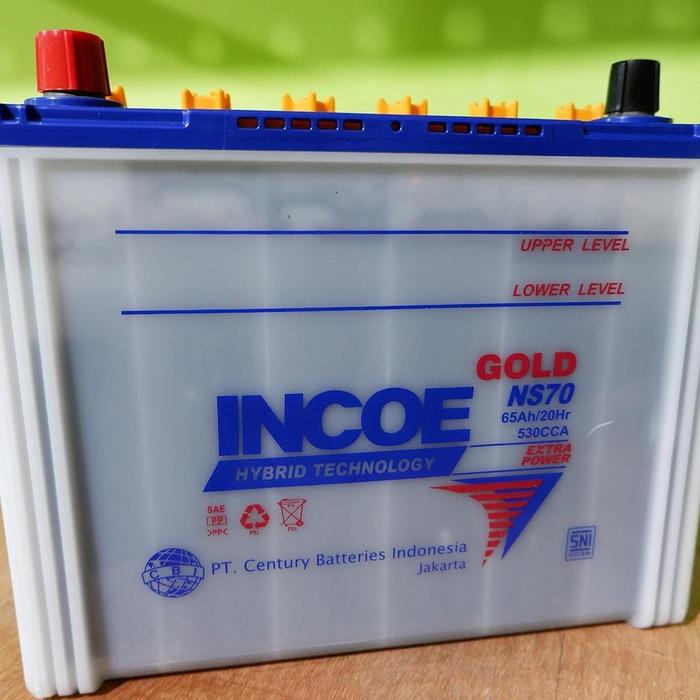 UPPER LEVEL
LOWER LEVEL
GOLD
INCOE
NS70
65Ah/20Hr
530CCA
HYBRID TECHNOLOGY
EXTRA
POWER
SAE
PP
>PP<
Pb
Pb
CBI
PT. Century Batteries Indonesia
Jakarta
SNI